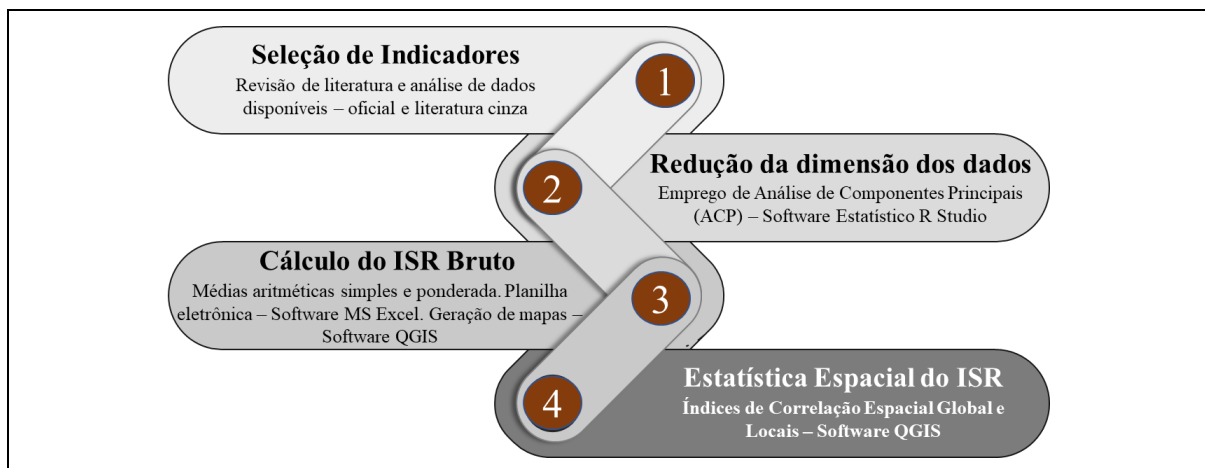 Seleção de Indicadores
Revisão de literatura e análise de dados
disponíveis – oficial e literatura cinza
1
Redução da dimensão dos dados
Emprego de Análise de Componentes Principais
(ACP) – Software Estatístico R Studio
2
Cálculo do ISR Bruto
Médias aritméticas simples e ponderada. Planilha
eletrônica – Software MS Excel. Geração de mapas –
Software QGIS
3
Estatística Espacial do ISR
Índices de Correlação Espacial Global e
Locais – Software QGIS
4